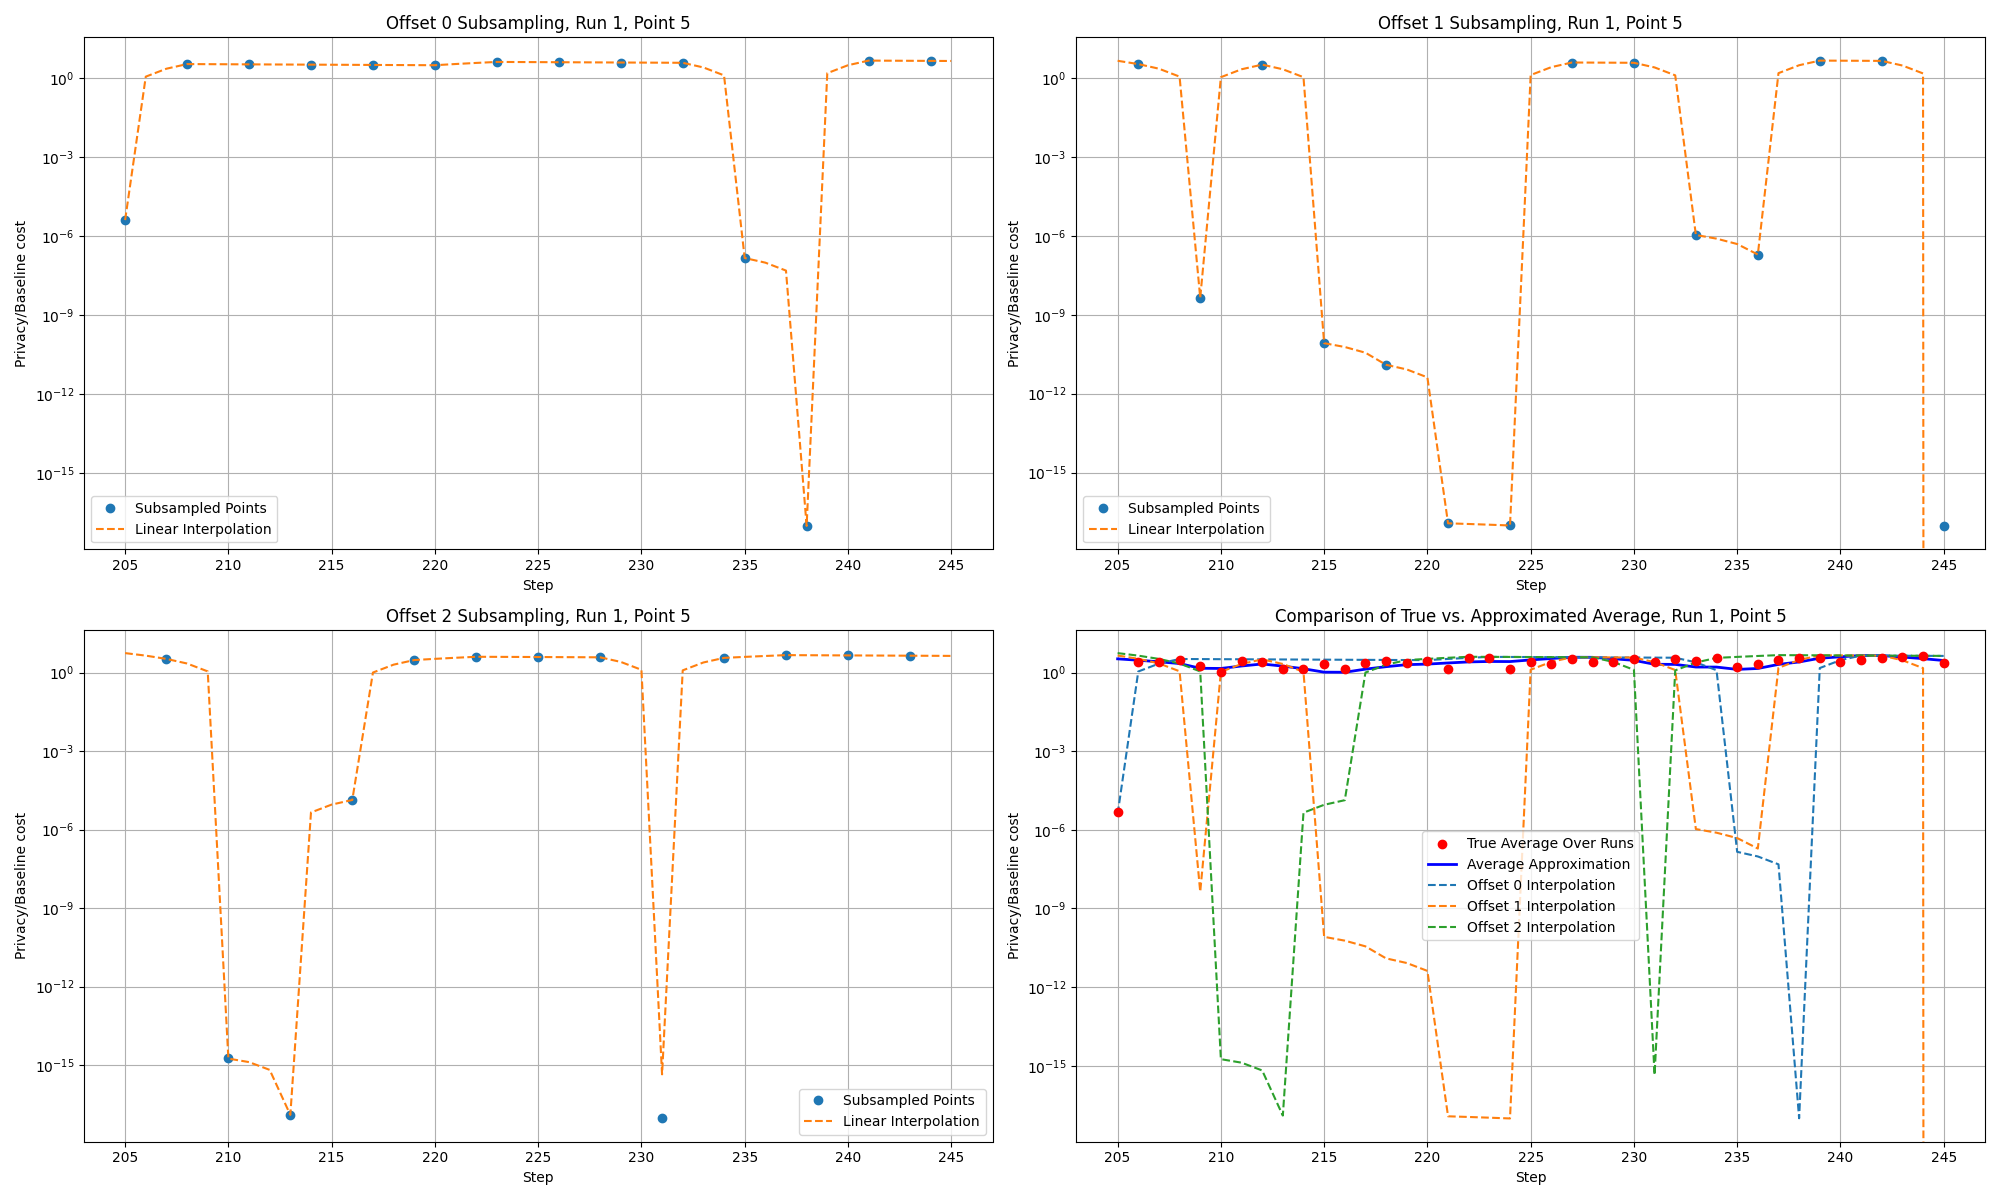 Offset 0 Subsampling, Run 1, Point 5
Privacy/Baseline cost
10^0
10^-3
10^-6
10^-9
10^-12
10^-15
Subsampled Points
Linear Interpolation
205 210 215 220 225 230 235 240 245
Step
Offset 1 Subsampling, Run 1, Point 5
Privacy/Baseline cost
10^0
10^-3
10^-6
10^-9
10^-12
10^-15
Subsampled Points
Linear Interpolation
205 210 215 220 225 230 235 240 245
Step
Offset 2 Subsampling, Run 1, Point 5
Privacy/Baseline cost
10^0
10^-3
10^-6
10^-9
10^-12
10^-15
Subsampled Points
Linear Interpolation
205 210 215 220 225 230 235 240 245
Step
Comparison of True vs. Approximated Average, Run 1, Point 5
Privacy/Baseline cost
10^0
10^-3
10^-6
10^-9
10^-12
10^-15
True Average Over Runs
Average Approximation
Offset 0 Interpolation
Offset 1 Interpolation
Offset 2 Interpolation
205 210 215 220 225 230 235 240 245
Step